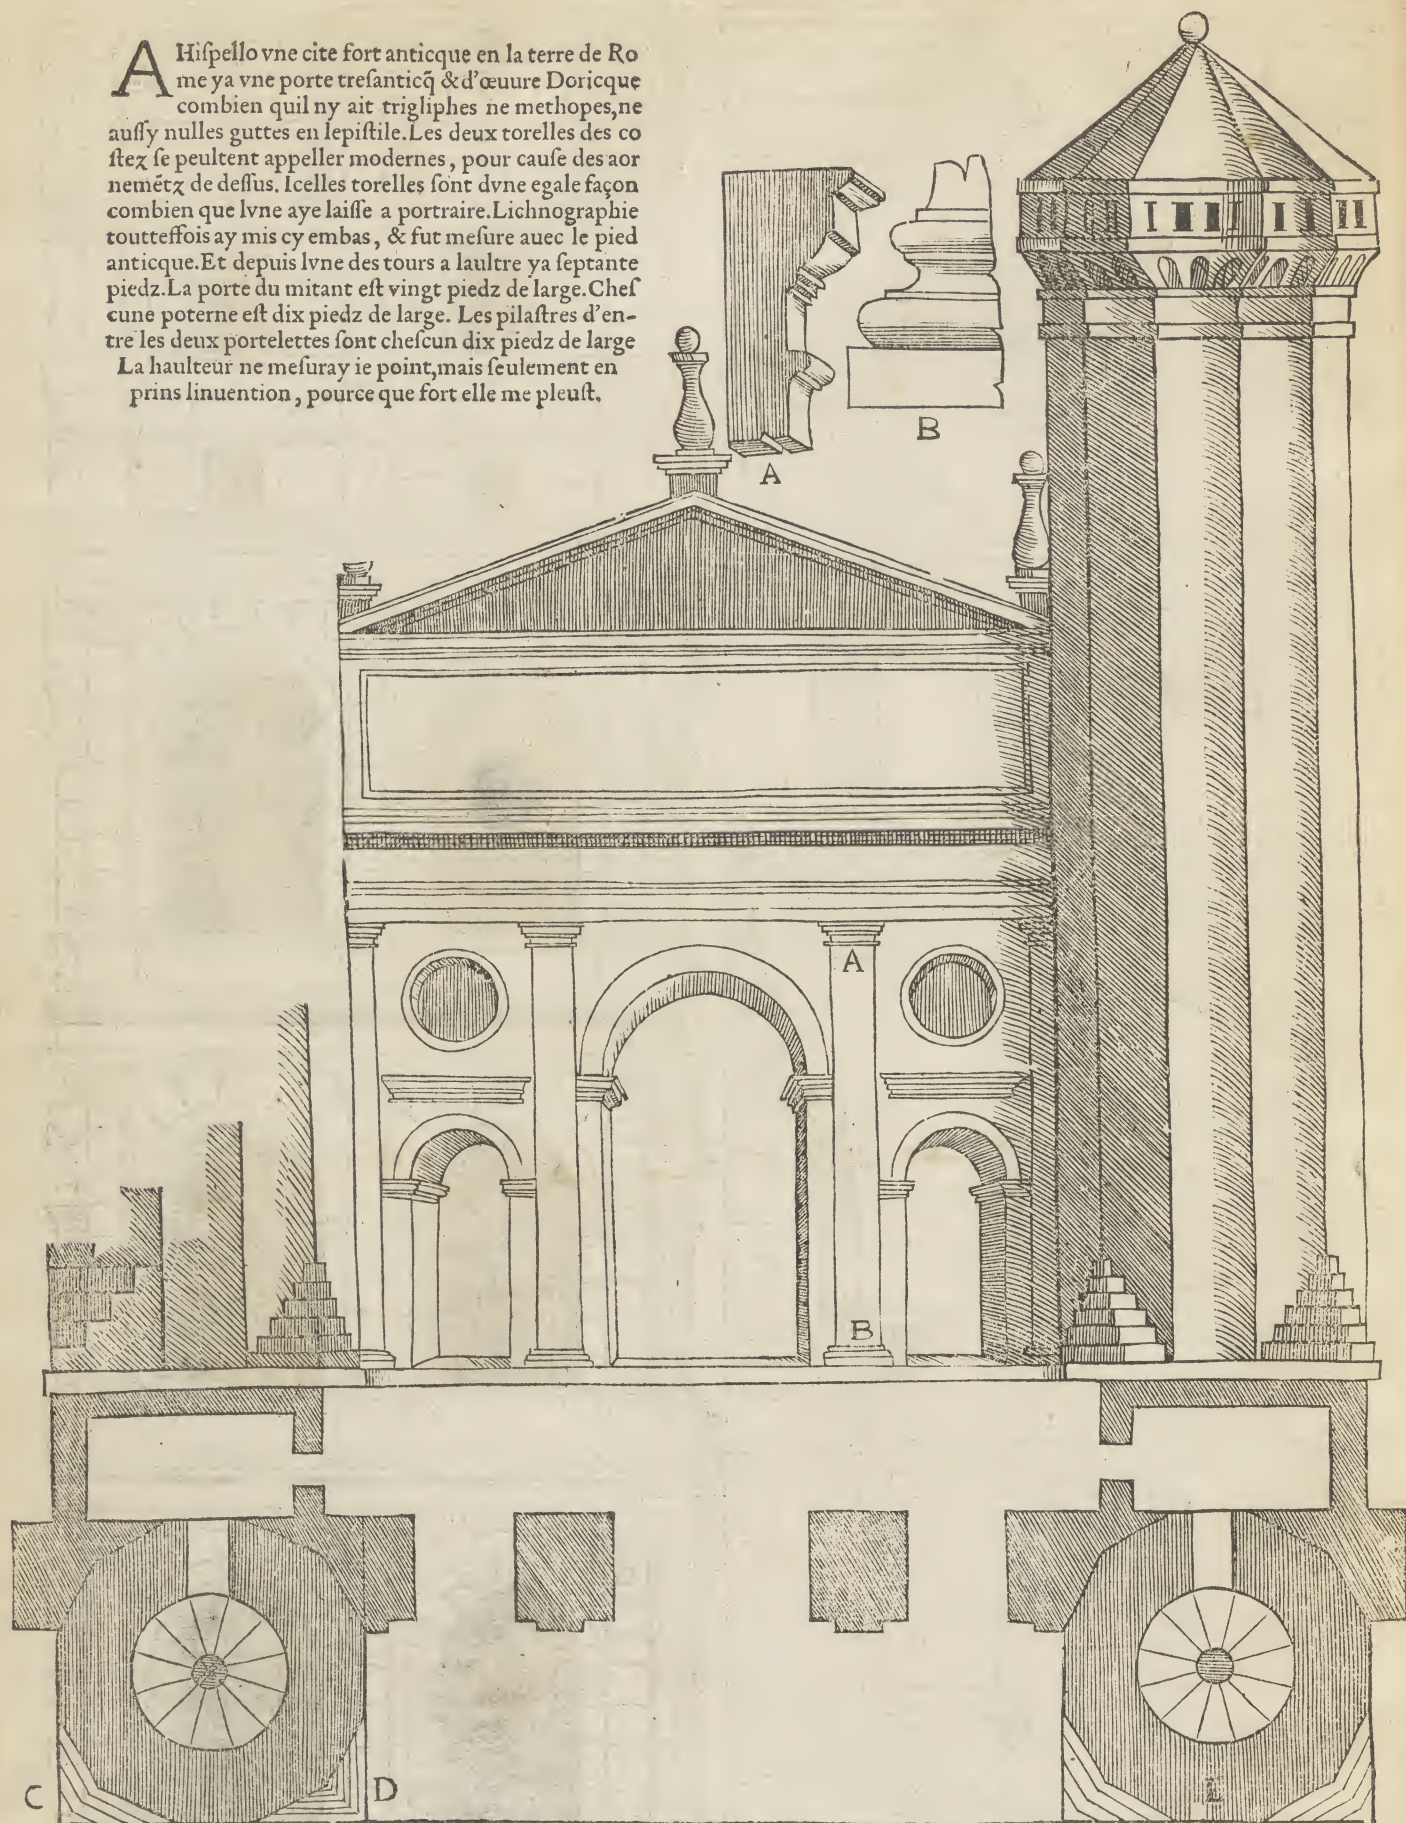 A Hiſpello vne cite fort anticque en la terre de Ro
me ya vne porte treſanticq̃ & d'œuure Doricque
combien quil ny ait trigliphes ne methopes,ne
auſſy nulles guttes en lepiſtile.Les deux torelles des co
ſtez ſe peultent appeller modernes, pour cauſe des aor
nemẽtz de deſſus. Icelles torelles ſont dvne egale façon
combien que lvne aye laiſſe a portraire.Lichnographie
toutteffois ay mis cy embas, & fut meſure auec le pied
anticque.Et depuis lvne des tours a laultre ya ſeptante
piedz.La porte du mitant eſt vingt piedz de large.Cheſ
cune poterne eſt dix piedz de large. Les pilaſtres d'en-
tre les deux portelettes ſont cheſcun dix piedz de large
La haulteur ne meſuray ie point,mais ſeulement en
prins linuention, pource que fort elle me pleuſt.
B
A
A
B
C
D